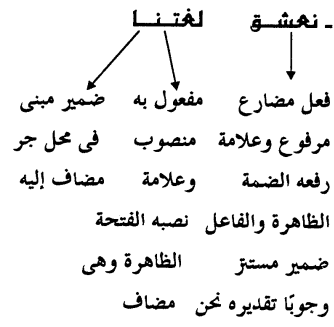 ـ نعشق لغتنا
فعل مضارع مفعول به ضمير مبنى
مرفوع وعلامة منصوب فى محل جر
رفعه الضمة وعلامة مضاف إليه
الظاهرة والفاعل نصبه الفتحة
ضمير مستتر الظاهرة وهى
وجوبًا تقديره نحن مضاف